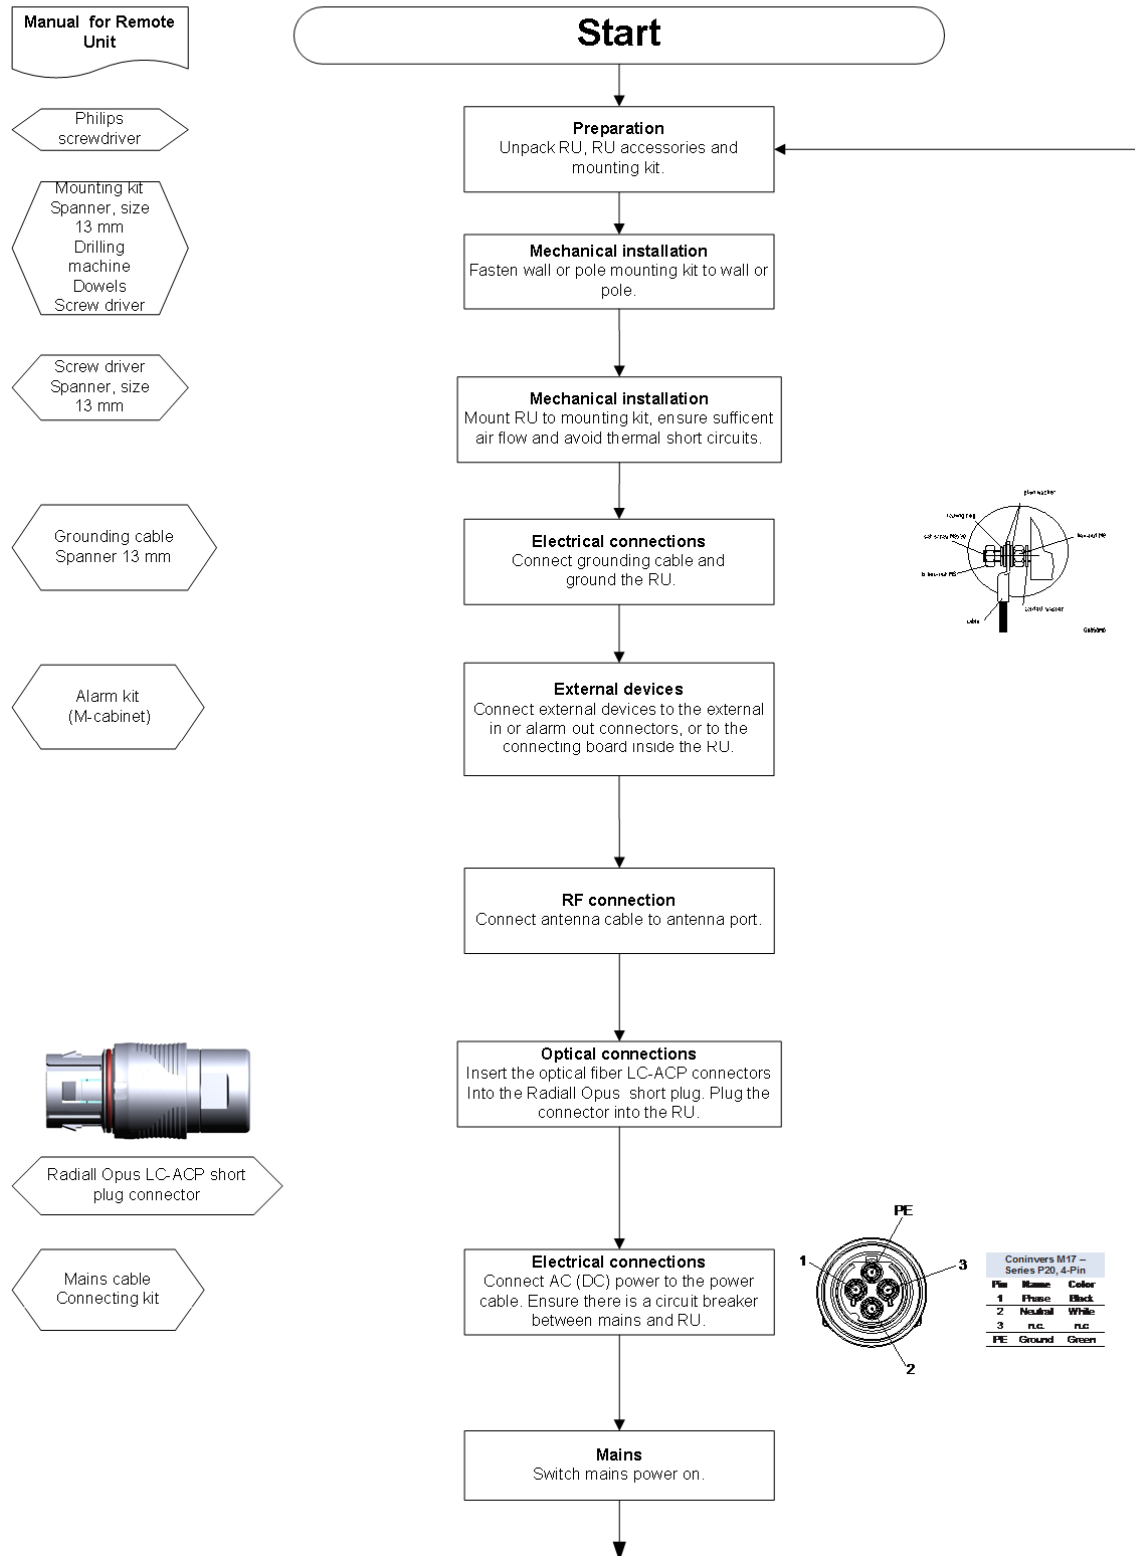 Manual for Remote
Unit
Start
Philips
screwdriver
Preparation
Unpack RU, RU accessories and
mounting kit.
Mounting kit
Spanner, size
13 mm
Drilling
machine
Dowels
Screw driver
Mechanical installation
Fasten wall or pole mounting kit to wall or
pole.
Screw driver
Spanner, size
13 mm
Mechanical installation
Mount RU to mounting kit, ensure sufficent
air flow and avoid thermal short circuits.
Grounding cable
Spanner 13 mm
Electrical connections
Connect grounding cable and
ground the RU.
cable
Alarm kit
(M-cabinet)
External devices
Connect external devices to the external
in or alarm out connectors, or to the
connecting board inside the RU.
RF connection
Connect antenna cable to antenna port.
Optical connections
Insert the optical fiber LC-ACP connectors
Into the Radiall Opus short plug. Plug the
connector into the RU.
Radiall Opus LC-ACP short
plug connector
Mains cable
Connecting kit
Electrical connections
Connect AC (DC) power to the power
cable. Ensure there is a circuit breaker
between mains and RU.
PE
1
3
2
Coninvers M17 –
Series P20, 4-Pin
Pin Name Color
1 Phase Black
2 Neutral White
3 n.c. n.c
PE Ground Green
Mains
Switch mains power on.